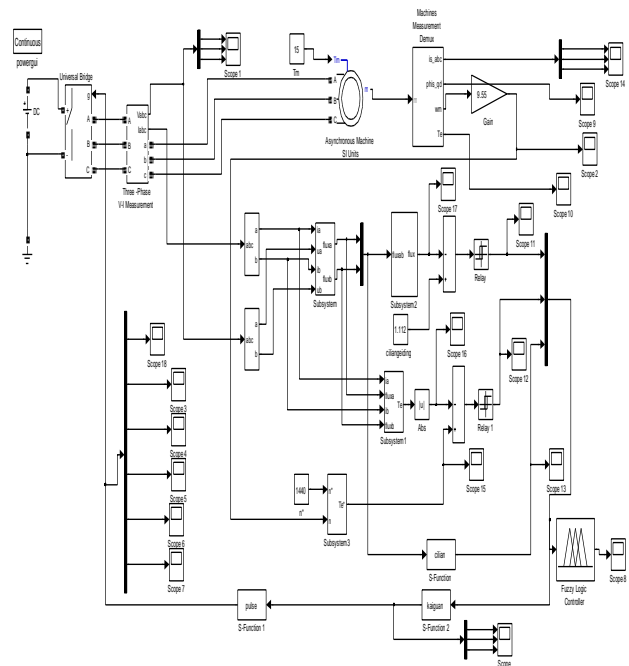 Continuous
powergui
Universal Bridge
g
+
A
B
-
C
+
DC
Vabc
A
Iabc
B
a
b
C
c
Three -Phase
V-I Measurement
Scope 1
15
Tm
Tm
A
m
B
C
Asynchronous Machine
SI Units
Machines
Measurement
Demux
m
is_abc
phis_qd
wm
Te
9.55
Gain
Scope 14
Scope 9
Scope 2
Scope 10
abc
a
b
abc
a
b
ia
ua
ib
ub
fluxa
fluxb
Subsystem
fluxab
flux
Subsystem2
Scope 17
-
+
Relay
Scope 11
1.112
ciliangeiding
Scope 16
ia
fluxa
ib
fluxb
Te
Subsystem1
|u|
Abs
-
+
Relay 1
Scope 12
1440
n*
n*
n
Te*
Subsystem3
Scope 15
Scope 13
Scope 18
Scope 3
Scope 4
Scope 5
Scope 6
Scope 7
cilian
S-Function
Fuzzy Logic
Controller
Scope8
pulse
S-Function 1
kaiguan
S-Function 2
Scope